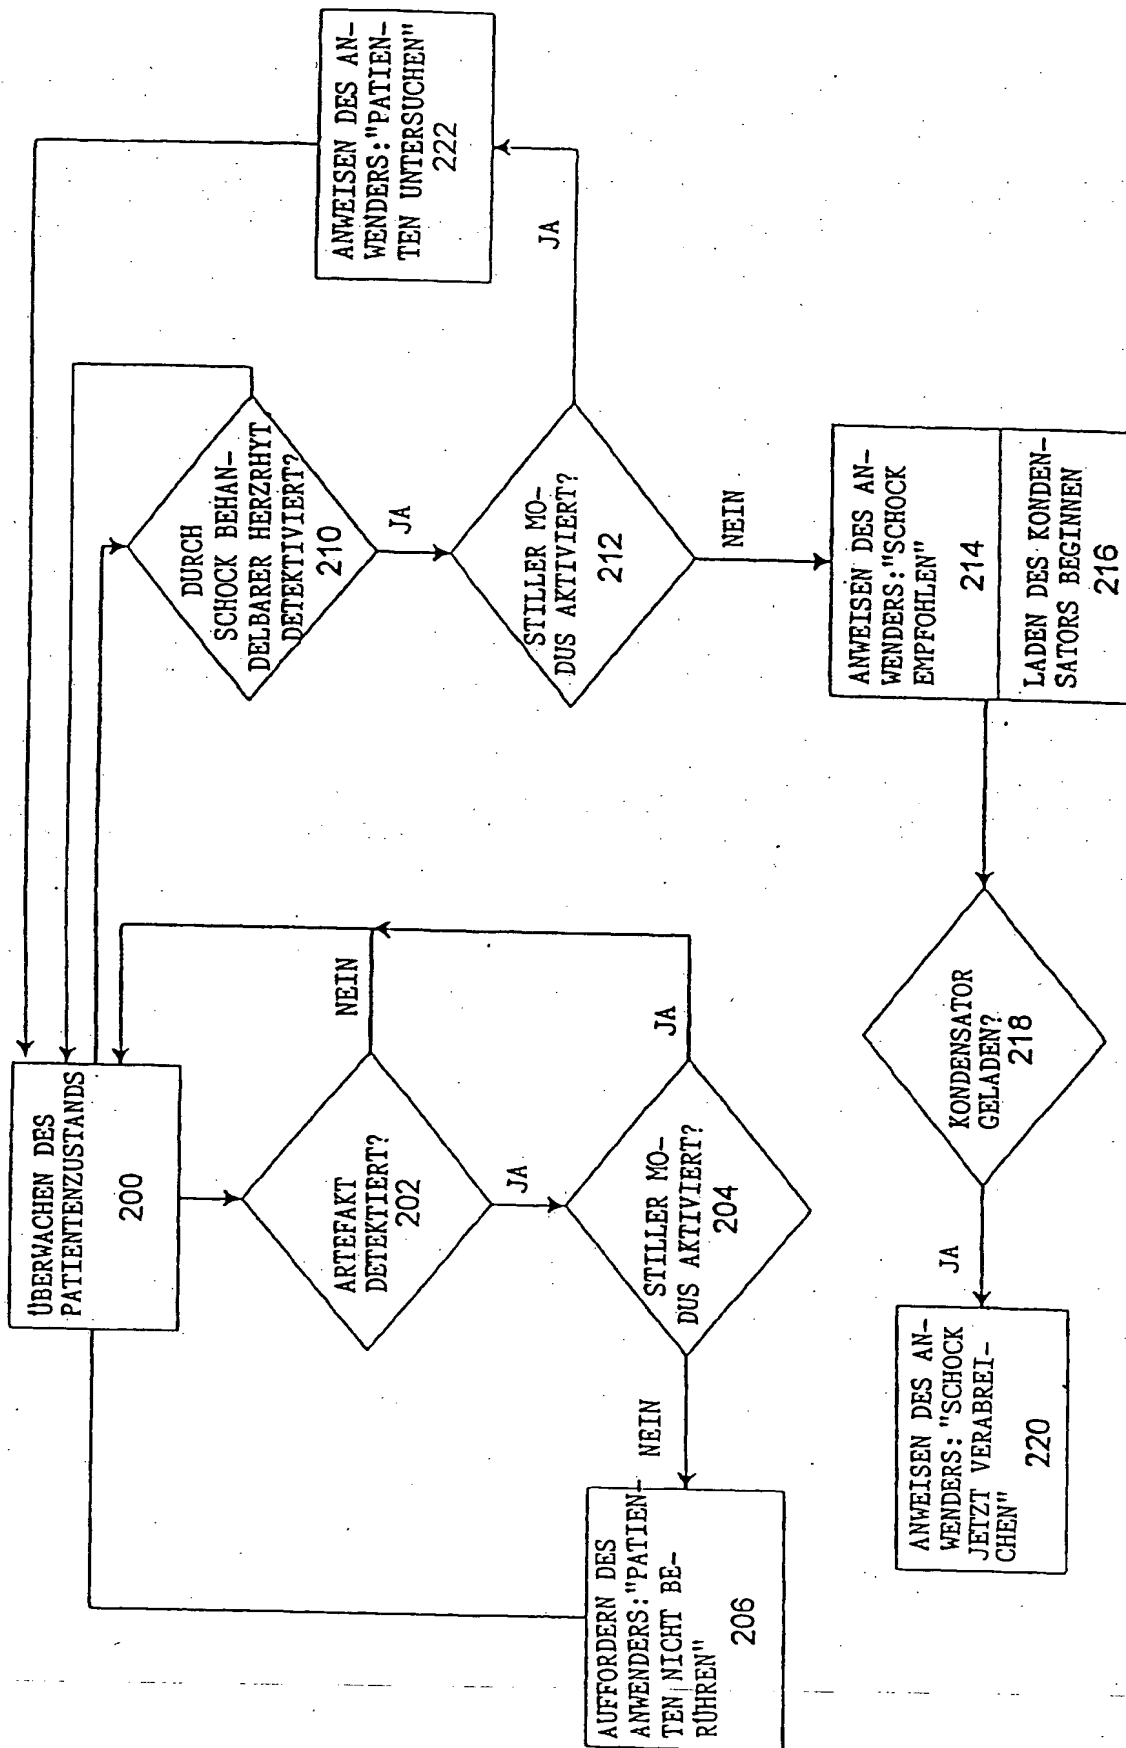 ÜBERWACHEN DES
PATIENTENZUSTANDS
200
ARTEFAKT
DETEKTIERT?
202
NEIN
JA
STILLER MO-
DUS AKTIVIERT?
204
JA
NEIN
AUFFORDERN DES
ANWENDERS:"PATIEN-
TEN NICHT BE-
RÜHREN"
206
DURCH
SCHOCK BEHAN-
DELBARER HERZRHYT
DETEKTIVIERT?
210
JA
STILLER MO-
DUS AKTIVIERT?
212
JA
NEIN
ANWEISEN DES AN-
WENDERS:"PATIEN-
TEN UNTERSUCHEN"
222
ANWEISEN DES AN-
WENDERS:"SCHOCK
EMPFOHLEN"
214
LADEN DES KONDEN-
SATORS BEGINNEN
216
KONDENSATOR
GELADEN?
218
JA
ANWEISEN DES AN-
WENDERS:"SCHOCK
JETZT VERABREI-
CHEN"
220